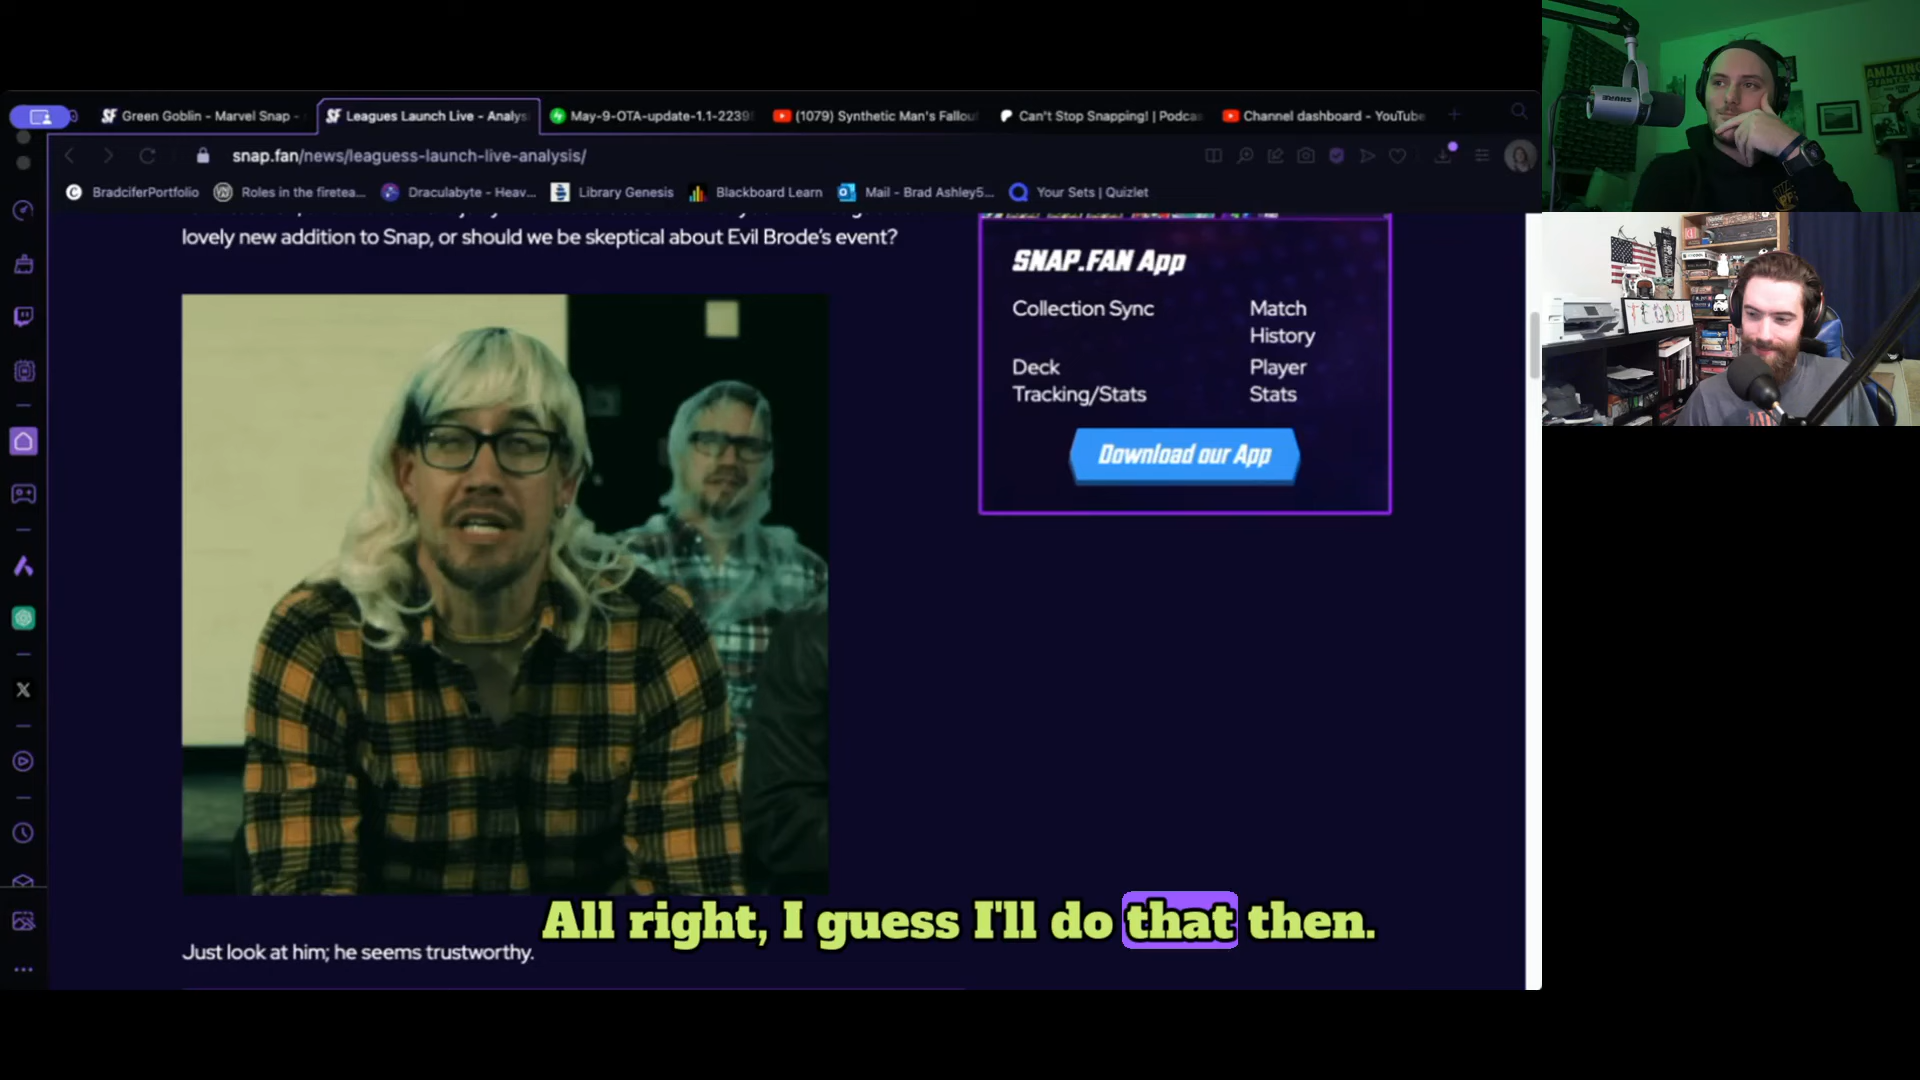 Green Goblin - Marvel Snap -
Leagues Launch Live - Analys
May-9-OTA-update-1.1-2239
(1079) Synthetic Man's Fallou
Can't Stop Snapping! | Podca
Channel dashboard - YouTube
snap.fan/news/leaguess-launch-live-analysis/
BradciferPortfolio
Roles in the firetea...
Draculabyte - Heav...
Library Genesis
Blackboard Learn
Mail - Brad Ashley5...
Your Sets | Quizlet
lovely new addition to Snap, or should we be skeptical about Evil Brode's event?
SNAP.FAN App
Collection Sync
Match
History
Deck
Tracking/Stats
Player
Stats
Download our App
Just look at him; he seems trustworthy.
All right, I guess I'll do that then.
AMAZING
FANTASY
SHURE
TEDDY